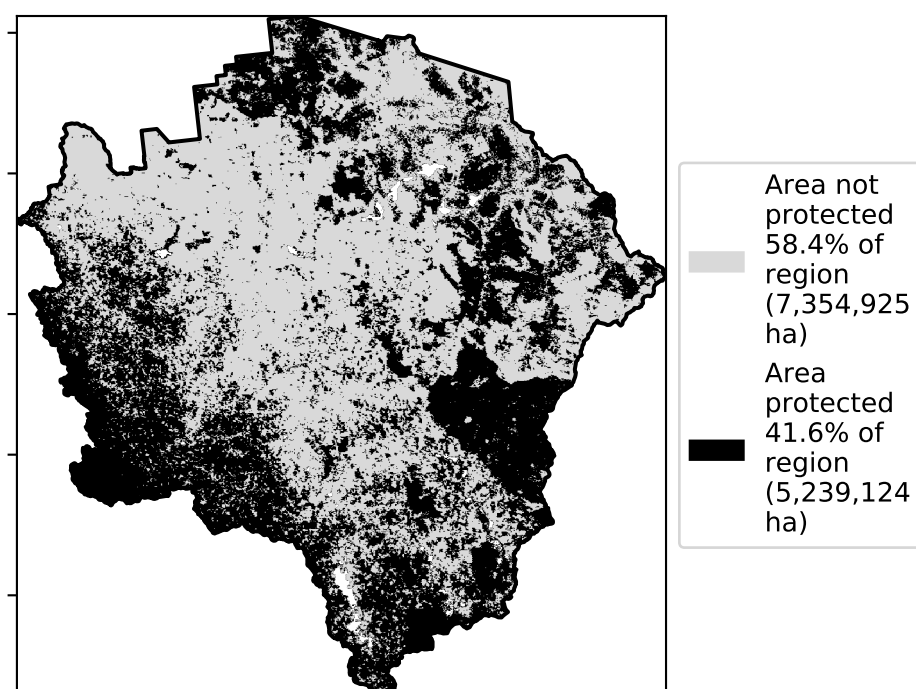 Area not
protected
58.4% of
region
(7,354,925
ha)
Area
protected
41.6% of
region
(5,239,124
ha)